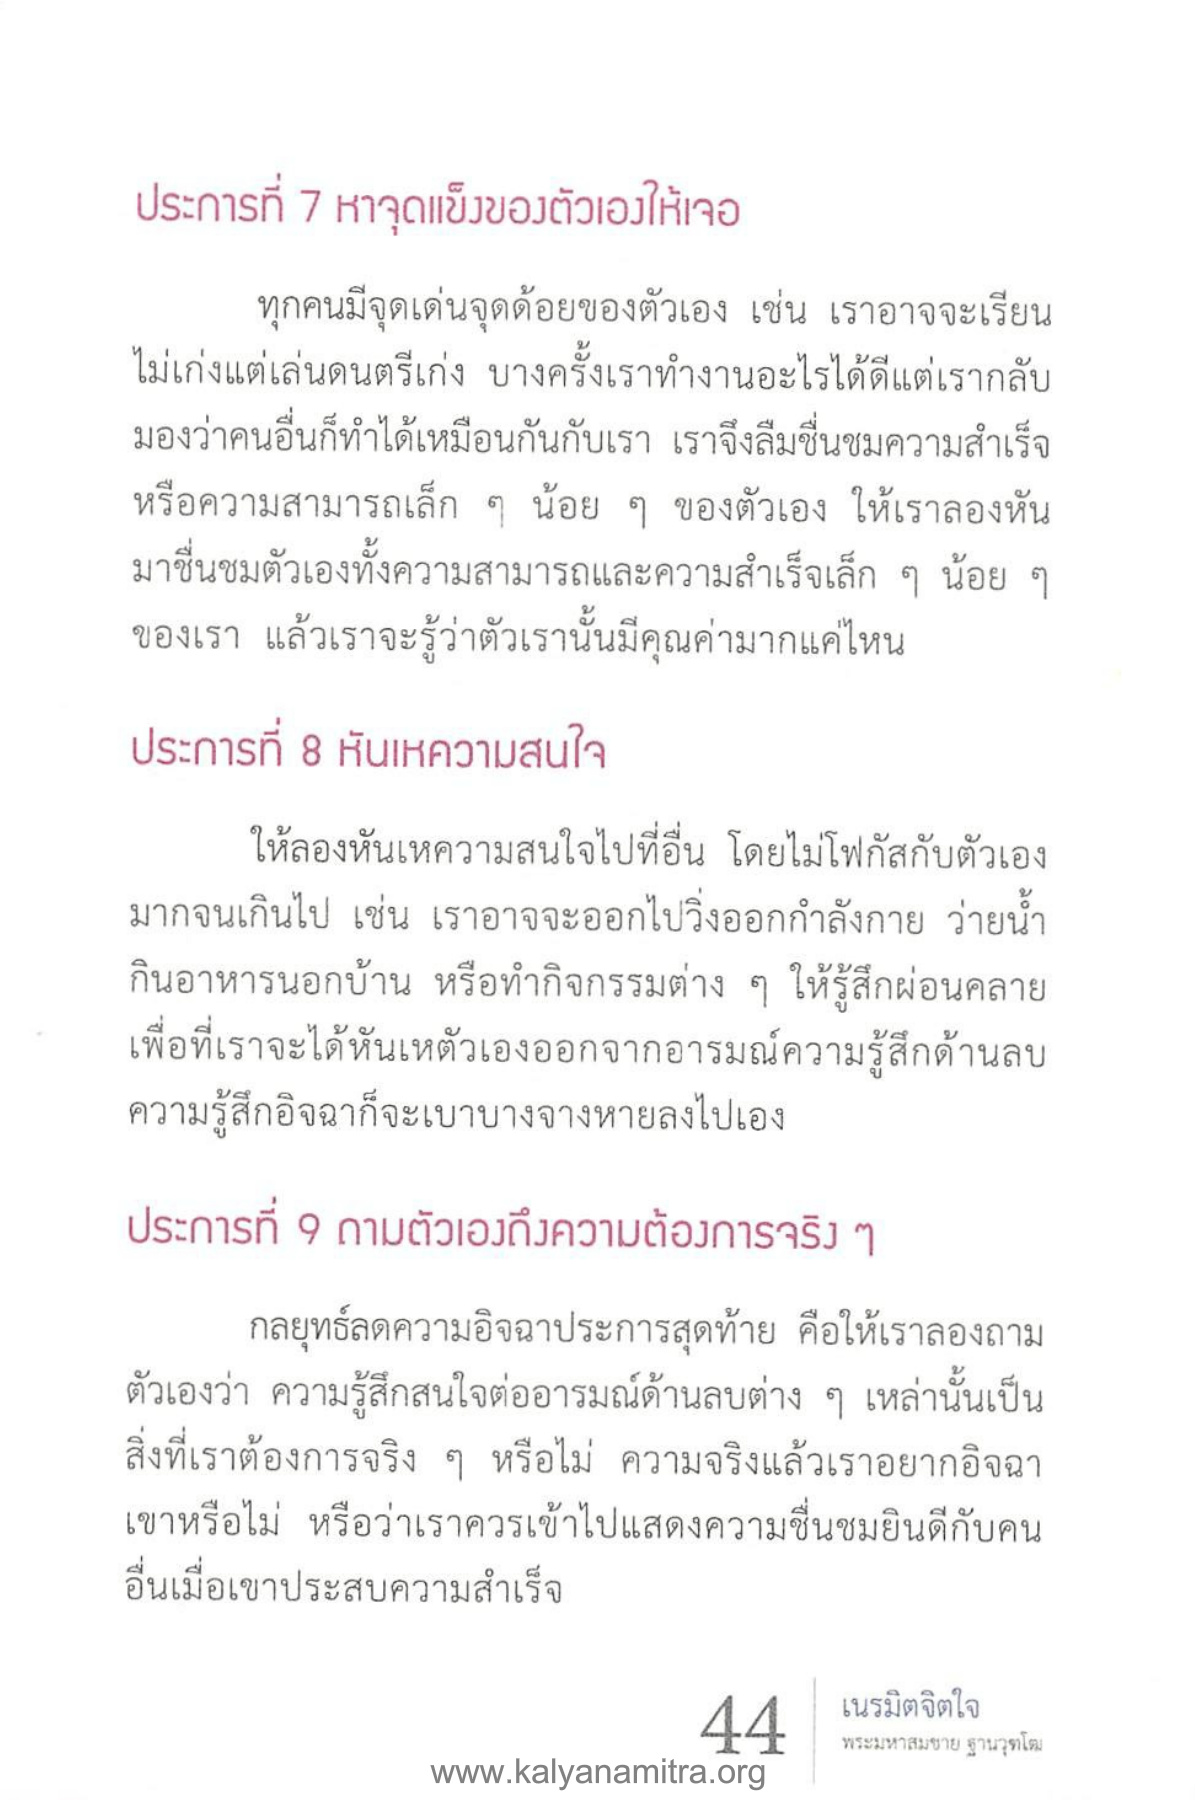 ประการที่ 7 หาจุดแข็งของตัวเองให้เจอ
ทุกคนมีจุดเด่นจุดด้อยของตัวเอง เช่น เราอาจจะเรียน
ไม่เก่งแต่เล่นดนตรีเก่ง บางครั้งเราทำงานอะไรได้ดีแต่เรากลับ
มองว่าคนอื่นก็ทำได้เหมือนกันกับเรา เราจึงลืมชื่นชมความสำเร็จ
หรือความสามารถเล็ก ๆ น้อย ๆ ของตัวเอง ให้เราลองหัน
มาชื่นชมตัวเองทั้งความสามารถและความสำเร็จเล็ก ๆ น้อย ๆ
ของเรา แล้วเราจะรู้ว่าตัวเรานั้นมีคุณค่ามากแค่ไหน
ประการที่ 8 หันเหความสนใจ
ให้ลองหันเหความสนใจไปที่อื่น โดยไม่โฟกัสกับตัวเอง
มากจนเกินไป เช่น เราอาจจะออกไปวิ่งออกกำลังกาย ว่ายน้ำ
กินอาหารนอกบ้าน หรือทำกิจกรรมต่าง ๆ ให้รู้สึกผ่อนคลาย
เพื่อที่เราจะได้หันเหตัวเองออกจากอารมณ์ความรู้สึกด้านลบ
ความรู้สึกอิจฉาก็จะเบาบางจางหายลงไปเอง
ประการที่ 9 ถามตัวเองถึงความต้องการจริง ๆ
กลยุทธ์ลดความอิจฉาประการสุดท้าย คือให้เราลองถาม
ตัวเองว่า ความรู้สึกสนใจต่ออารมณ์ด้านลบต่าง ๆ เหล่านั้นเป็น
สิ่งที่เราต้องการจริง ๆ หรือไม่ ความจริงแล้วเราอยากอิจฉา
เขาหรือไม่ หรือว่าเราควรเข้าไปแสดงความชื่นชมยินดีกับคน
อื่นเมื่อเขาประสบความสำเร็จ
44
เนรมิตจิตใจ
พระมหาสมชาย ฐานวุฑโฒ
www.kalyanamitra.org